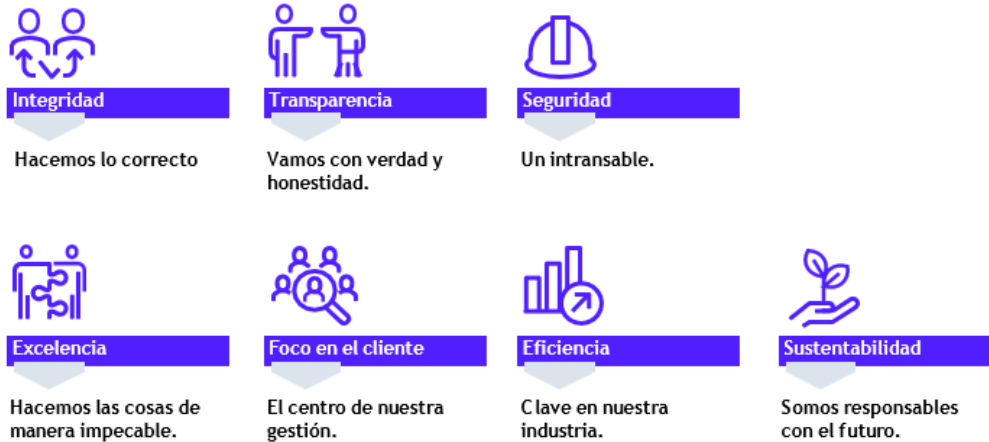 Integridad
Transparencia
Seguridad
Hacemos lo correcto
Vamos con verdad y
honestidad.
Un intransable.
Excelencia
Foco en el cliente
Eficiencia
Sustentabilidad
Hacemos las cosas de
manera impecable.
El centro de nuestra
gestión.
Clave en nuestra
industria.
Somos responsables
con el futuro.